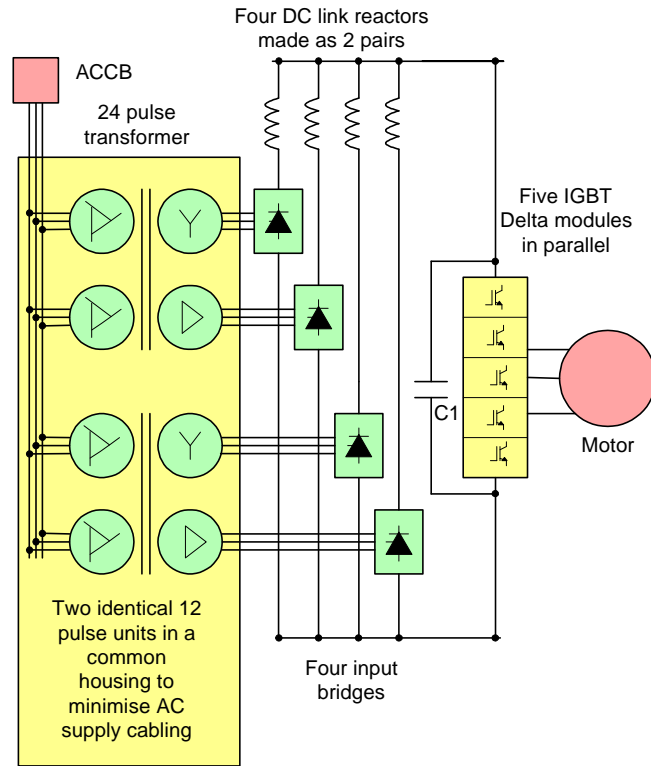 Four DC link reactors
made as 2 pairs
ACCB
24 pulse
transformer
Five IGBT
Delta modules
in parallel
C1
Motor
Two identical 12
pulse units in a
common
housing to
minimise AC
supply cabling
Four input
bridges